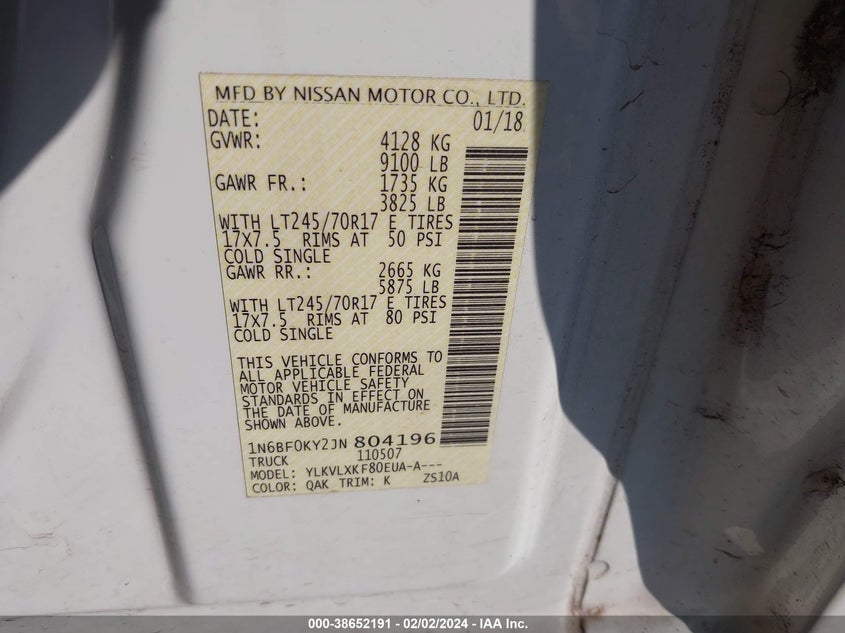 MFD BY NISSAN MOTOR CO., LTD.
DATE: 01/18
GVWR: 4128 KG
9100 LB
GAWR FR.: 1735 KG
3825 LB
WITH LT245/70R17 E TIRES
17X7.5 RIMS AT 50 PSI
COLD SINGLE
GAWR RR.: 2665 KG
5875 LB
WITH LT245/70R17 E TIRES
17X7.5 RIMS AT 80 PSI
COLD SINGLE
THIS VEHICLE CONFORMS TO
ALL APPLICABLE FEDERAL
MOTOR VEHICLE SAFETY
STANDARDS IN EFFECT ON
THE DATE OF MANUFACTURE
SHOWN ABOVE.
1N6BF0KY2JN 804196
TRUCK 110507
MODEL: YLKVLXKF80EUA-A---
COLOR: QAK TRIM: K ZS10A
000-38652191 - 02/02/2024 - IAA Inc.